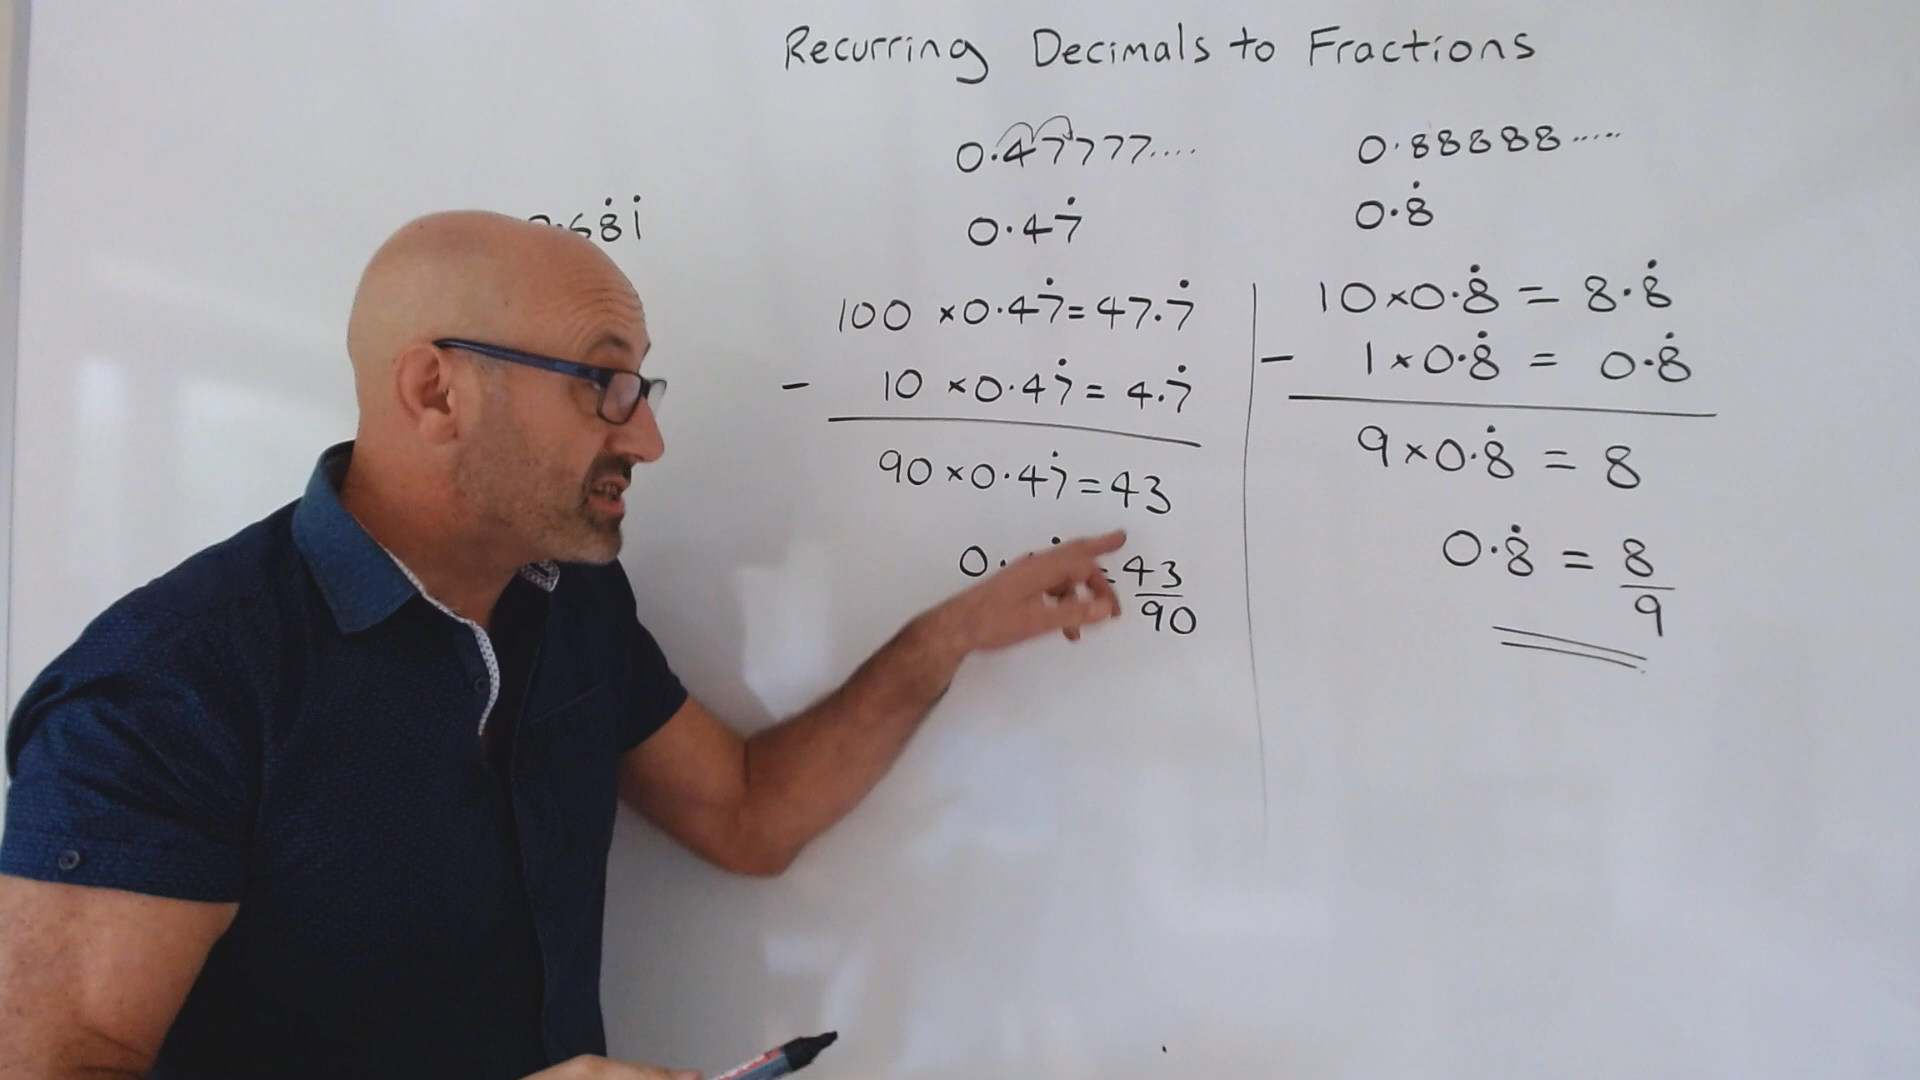 Recurring Decimals to Fractions
0.47777....
0.88888.....
.68̇1̇
0.47̇
0.8̇
100 ×0.47̇=47.7̇
- 10 ×0.47̇=4.7̇
90×0.47̇=43
=43/90
10×0.8̇ = 8.8̇
- 1×0.8̇ = 0.8̇
9×0.8̇ = 8
0.8̇ = 8/9